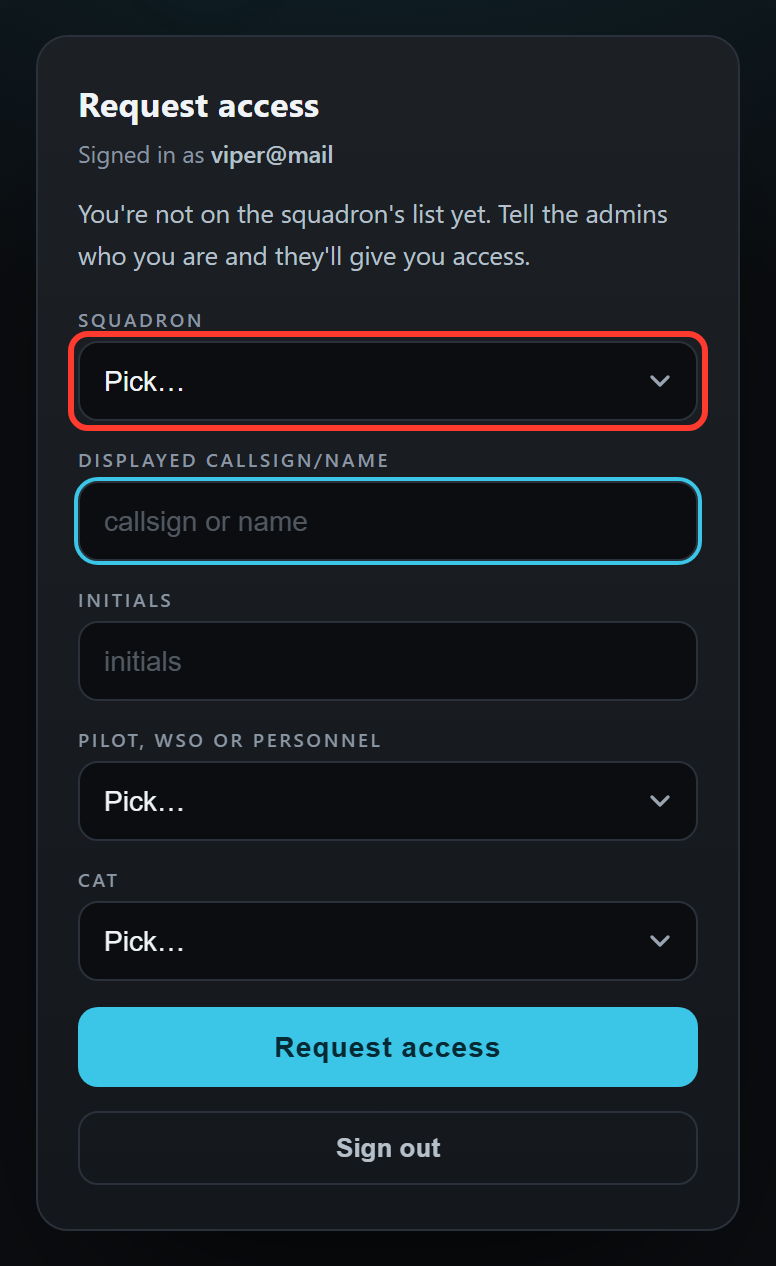 Request access
Signed in as viper@mail
You're not on the squadron's list yet. Tell the admins
who you are and they'll give you access.
SQUADRON
Pick…
DISPLAYED CALLSIGN/NAME
callsign or name
INITIALS
initials
PILOT, WSO OR PERSONNEL
Pick…
CAT
Pick…
Request access
Sign out